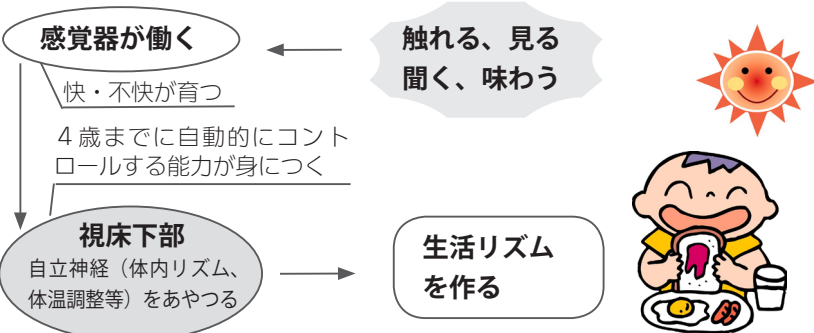 感覚器が働く
触れる、見る
聞く、味わう
快・不快が育つ
４歳までに自動的にコント
ロールする能力が身につく
視床下部
自立神経（体内リズム、
体温調整等）をあやつる
生活リズム
を作る